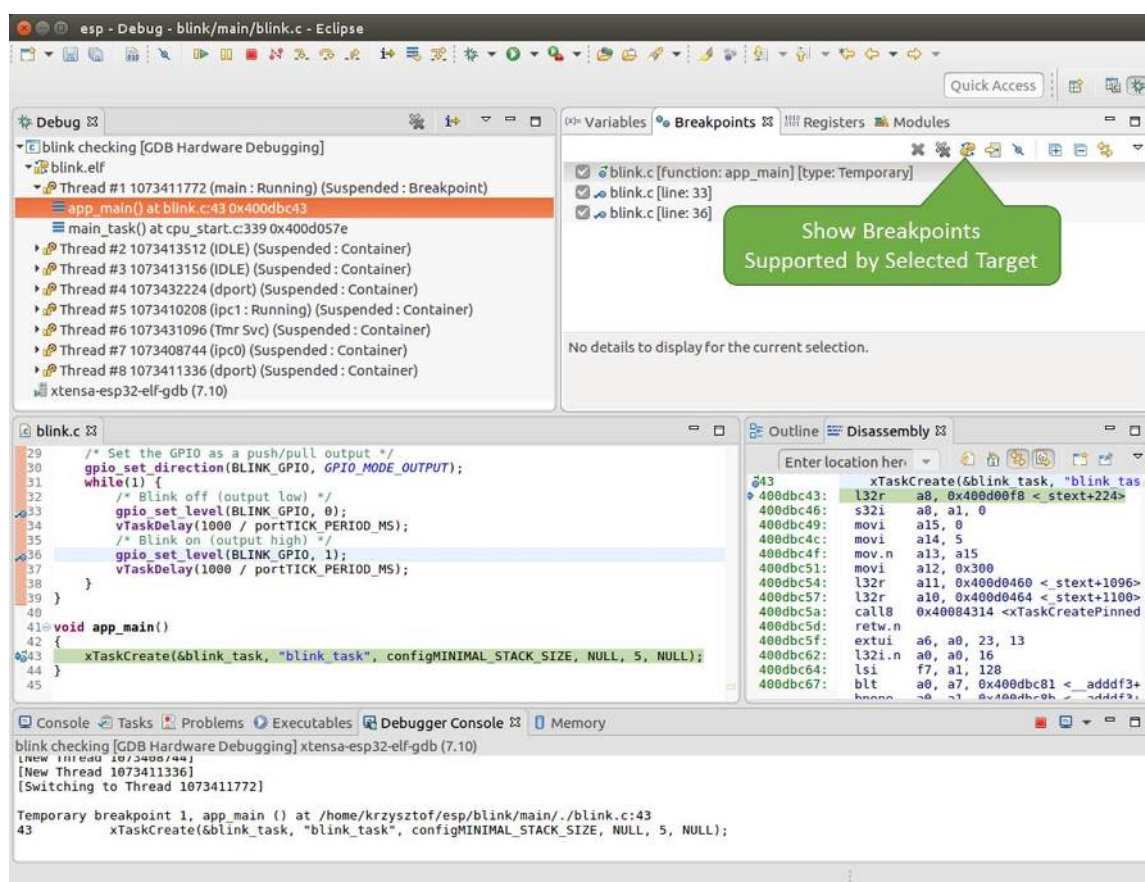 esp - Debug - blink/main/blink.c - Eclipse
Quick Access
Debug
blink checking [GDB Hardware Debugging]
blink.elf
Thread #1 1073411772 (main : Running) (Suspended : Breakpoint)
app_main() at blink.c:43 0x400dbc43
main_task() at cpu_start.c:339 0x400d057e
Thread #2 1073413512 (IDLE) (Suspended : Container)
Thread #3 1073413156 (IDLE) (Suspended : Container)
Thread #4 1073432224 (dport) (Suspended : Container)
Thread #5 1073410208 (ipc1 : Running) (Suspended : Container)
Thread #6 1073431096 (Tmr Svc) (Suspended : Container)
Thread #7 1073408744 (ipc0) (Suspended : Container)
Thread #8 1073411336 (dport) (Suspended : Container)
xtensa-esp32-elf-gdb (7.10)
(x)= Variables Breakpoints Registers Modules
blink.c [function: app_main] [type: Temporary]
blink.c [line: 33]
blink.c [line: 36]
Show Breakpoints
Supported by Selected Target
No details to display for the current selection.
blink.c
29 /* Set the GPIO as a push/pull output */
30 gpio_set_direction(BLINK_GPIO, GPIO_MODE_OUTPUT);
31 while(1) {
32 /* Blink off (output low) */
33 gpio_set_level(BLINK_GPIO, 0);
34 vTaskDelay(1000 / portTICK_PERIOD_MS);
35 /* Blink on (output high) */
36 gpio_set_level(BLINK_GPIO, 1);
37 vTaskDelay(1000 / portTICK_PERIOD_MS);
38 }
39 }
40
41 void app_main()
42 {
43 xTaskCreate(&blink_task, "blink_task", configMINIMAL_STACK_SIZE, NULL, 5, NULL);
44 }
45
Outline Disassembly
Enter location her
43 xTaskCreate(&blink_task, "blink_tas
400dbc43: l32r a8, 0x400d00f8 <_stext+224>
400dbc46: s32i a8, a1, 0
400dbc49: movi a15, 0
400dbc4c: movi a14, 5
400dbc4f: mov.n a13, a15
400dbc51: movi a12, 0x300
400dbc54: l32r a11, 0x400d0460 <_stext+1096>
400dbc57: l32r a10, 0x400d0464 <_stext+1100>
400dbc5a: call8 0x40084314 <xTaskCreatePinned
400dbc5d: retw.n
400dbc5f: extui a6, a0, 23, 13
400dbc62: l32i.n a0, a0, 16
400dbc64: lsi f7, a1, 128
400dbc67: blt a0, a7, 0x400dbc81 <__adddf3+
Console Tasks Problems Executables Debugger Console Memory
blink checking [GDB Hardware Debugging] xtensa-esp32-elf-gdb (7.10)
[New Thread 1073408744]
[New Thread 1073411336]
[Switching to Thread 1073411772]
Temporary breakpoint 1, app_main () at /home/krzysztof/esp/blink/main/./blink.c:43
43 xTaskCreate(&blink_task, "blink_task", configMINIMAL_STACK_SIZE, NULL, 5, NULL);